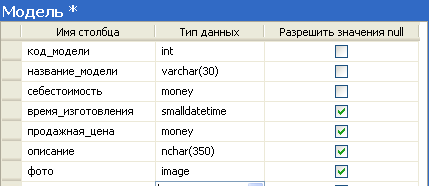 Модель *
Имя столбца Тип данных Разрешить значения null
код_модели int
название_модели varchar(30)
себестоимость money
время_изготовления smalldatetime
продажная_цена money
описание nchar(350)
фото image